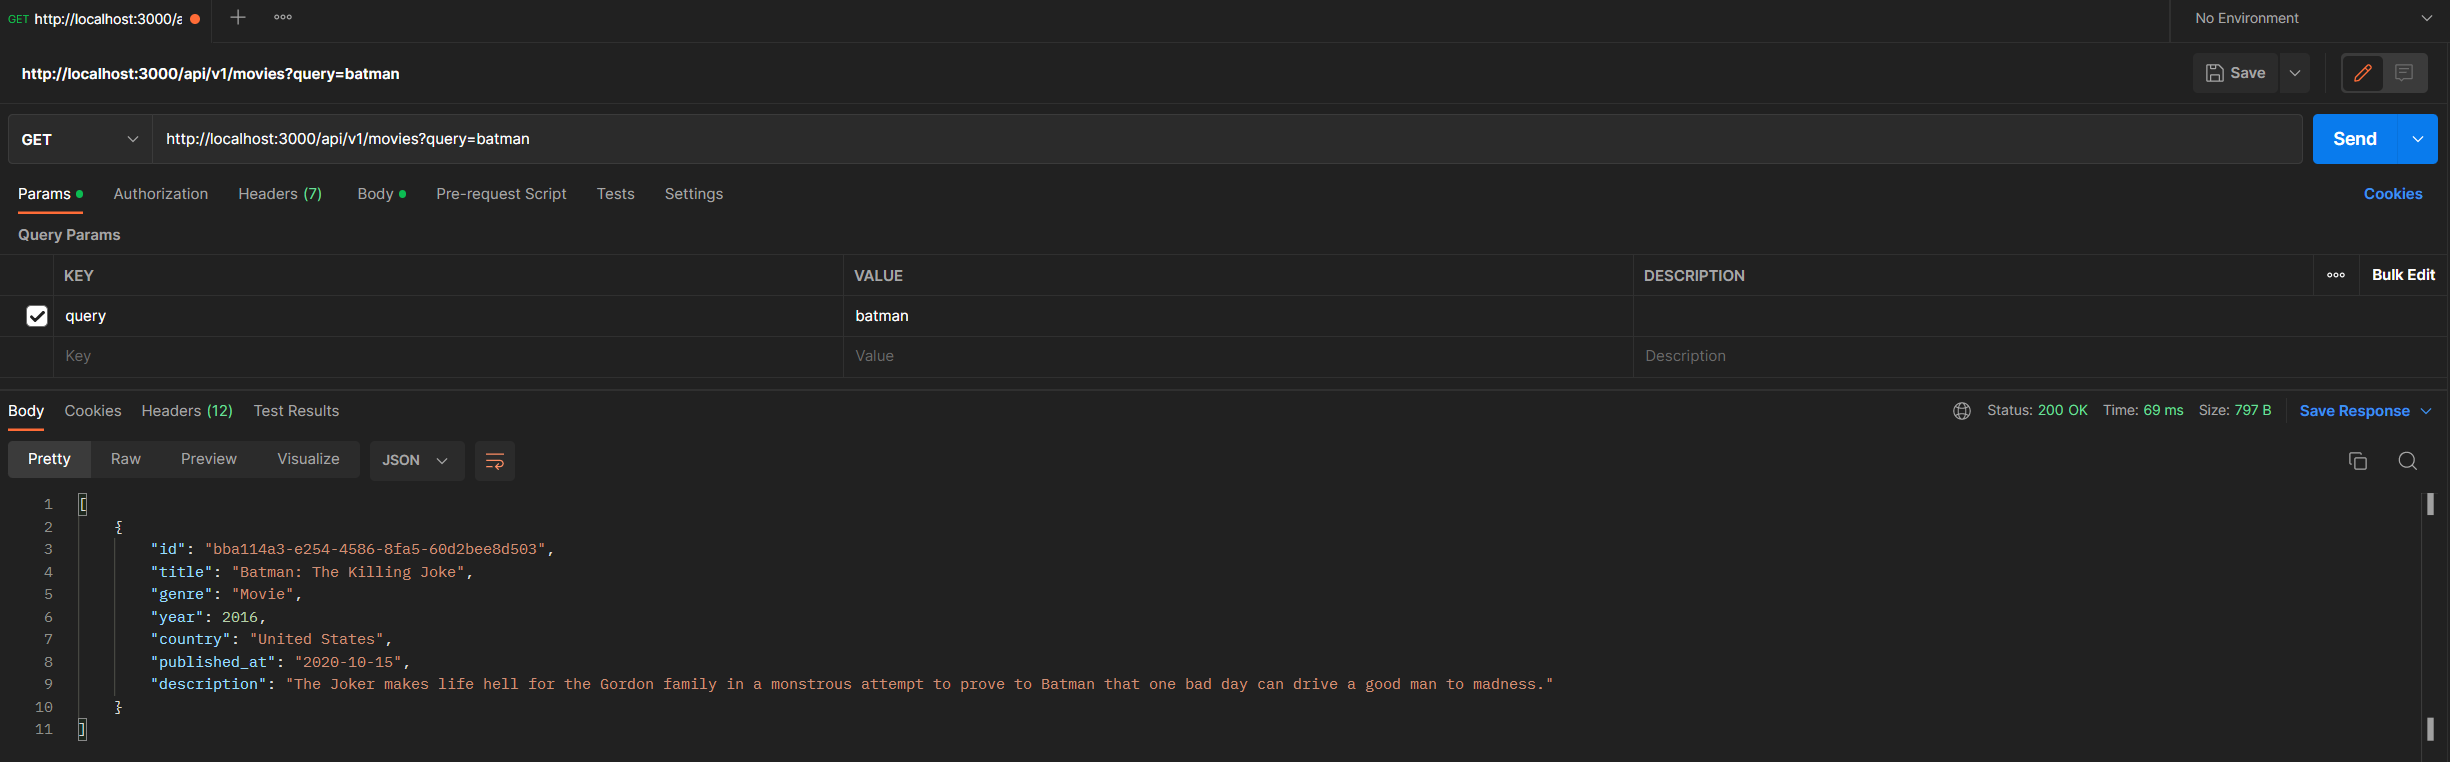 GET http://localhost:3000/a
No Environment
http://localhost:3000/api/v1/movies?query=batman
Save
GET http://localhost:3000/api/v1/movies?query=batman Send
Params Authorization Headers (7) Body Pre-request Script Tests Settings Cookies
Query Params
KEY VALUE DESCRIPTION Bulk Edit
query batman
Key Value Description
Body Cookies Headers (12) Test Results Status: 200 OK Time: 69 ms Size: 797 B Save Response
Pretty Raw Preview Visualize JSON
1 [
2 {
3 "id": "bba114a3-e254-4586-8fa5-60d2bee8d503",
4 "title": "Batman: The Killing Joke",
5 "genre": "Movie",
6 "year": 2016,
7 "country": "United States",
8 "published_at": "2020-10-15",
9 "description": "The Joker makes life hell for the Gordon family in a monstrous attempt to prove to Batman that one bad day can drive a good man to madness."
10 }
11 ]